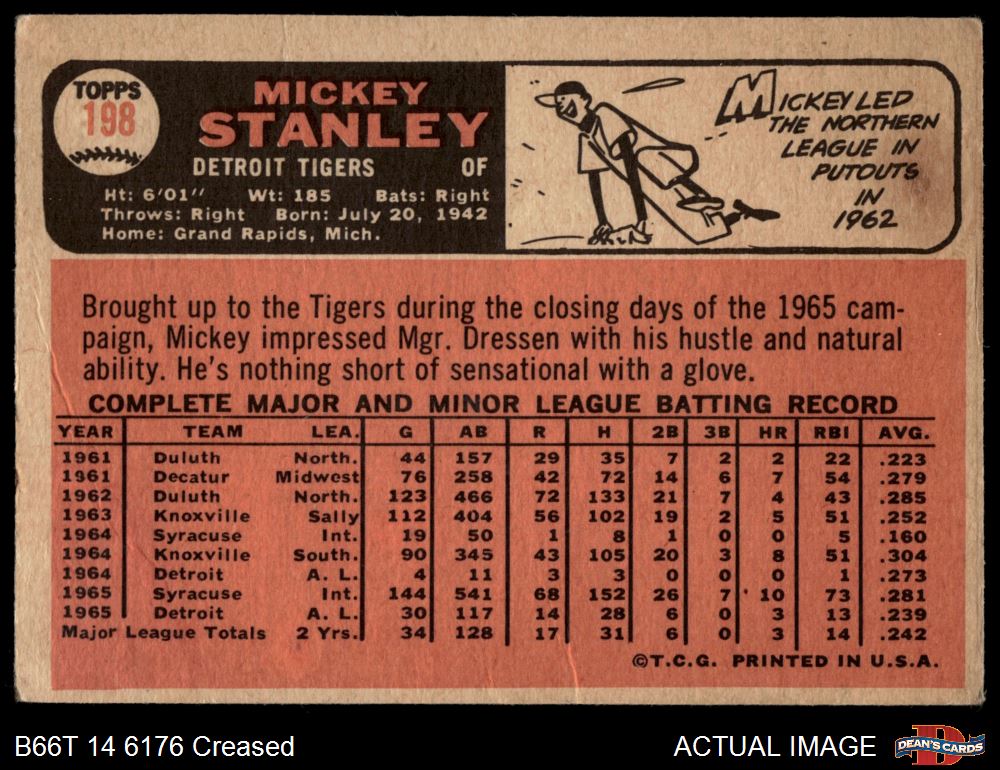 TOPPS
198
MICKEY
STANLEY
DETROIT TIGERS OF
Ht: 6'01" Wt: 185 Bats: Right
Throws: Right Born: July 20, 1942
Home: Grand Rapids, Mich.
MICKEY LED
THE NORTHERN
LEAGUE IN
PUTOUTS
IN
1962
Brought up to the Tigers during the closing days of the 1965 cam-
paign, Mickey impressed Mgr. Dressen with his hustle and natural
ability. He's nothing short of sensational with a glove.
COMPLETE MAJOR AND MINOR LEAGUE BATTING RECORD
YEAR TEAM LEA. G AB R H 2B 3B HR RBI AVG.
1961 Duluth North. 44 157 29 35 7 2 2 22 .223
1961 Decatur Midwest 76 258 42 72 14 6 7 54 .279
1962 Duluth North. 123 466 72 133 21 7 4 43 .285
1963 Knoxville Sally 112 404 56 102 19 2 5 51 .252
1964 Syracuse Int. 19 50 1 8 1 0 0 5 .160
1964 Knoxville South. 90 345 43 105 20 3 8 51 .304
1964 Detroit A. L. 4 11 3 3 0 0 0 1 .273
1965 Syracuse Int. 144 541 68 152 26 7 10 73 .281
1965 Detroit A. L. 30 117 14 28 6 0 3 13 .239
Major League Totals 2 Yrs. 34 128 17 31 6 0 3 14 .242
©T.C.G. PRINTED IN U.S.A.
B66T 14 6176 Creased ACTUAL IMAGE DEAN'S CARDS